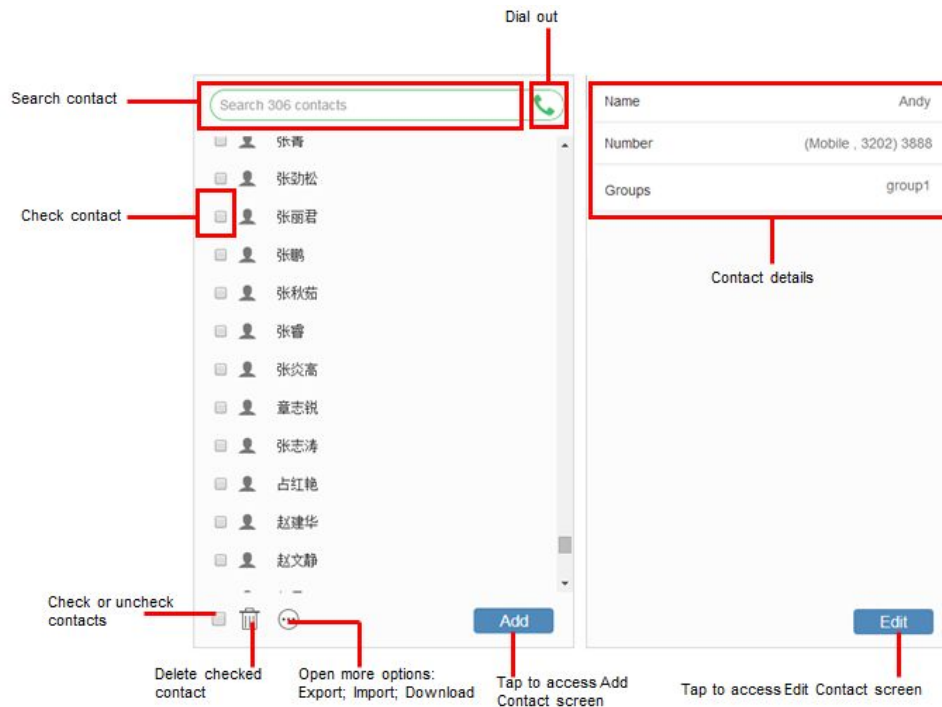 Dial out
Search contact
Search 306 contacts
Name
Andy
Number
(Mobile , 3202) 3888
Groups
group1
Contact details
Check contact
张菁
张劲松
张丽君
张鹏
张秋茹
张睿
张炎高
章志锐
张志涛
占红艳
赵建华
赵文静
Check or uncheck
contacts
Add
Edit
Delete checked
contact
Open more options:
Export; Import; Download
Tap to access Add
Contact screen
Tap to access Edit Contact screen